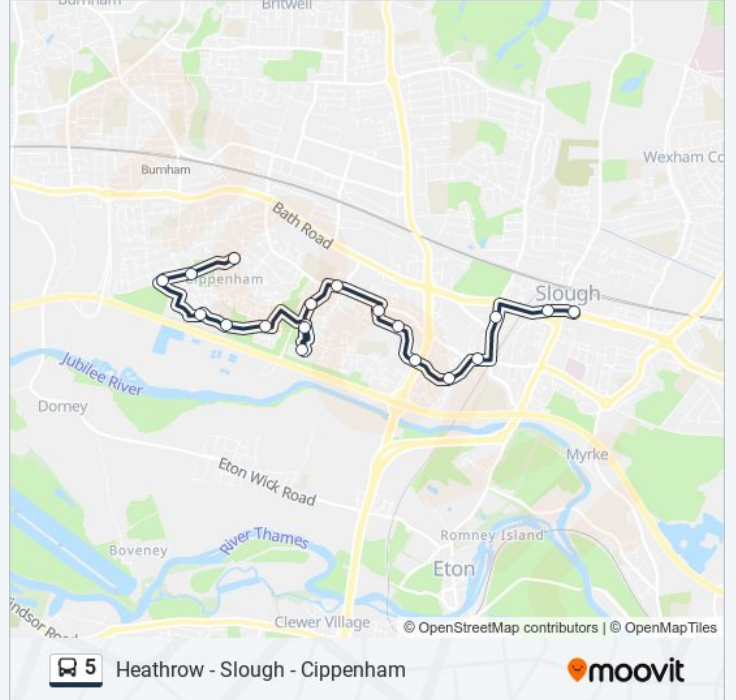 Burnham
Britwell
Wexham Co
Burnham
Bath Road
Cippenham
Slough
Jubilee River
Dorney
Eton Wick Road
Myrke
River Thames
Romney Island
Boveney
Eton
indsor Road
Clewer Village
© OpenStreetMap contributors | © OpenMapTiles
5 Heathrow - Slough - Cippenham
moovit